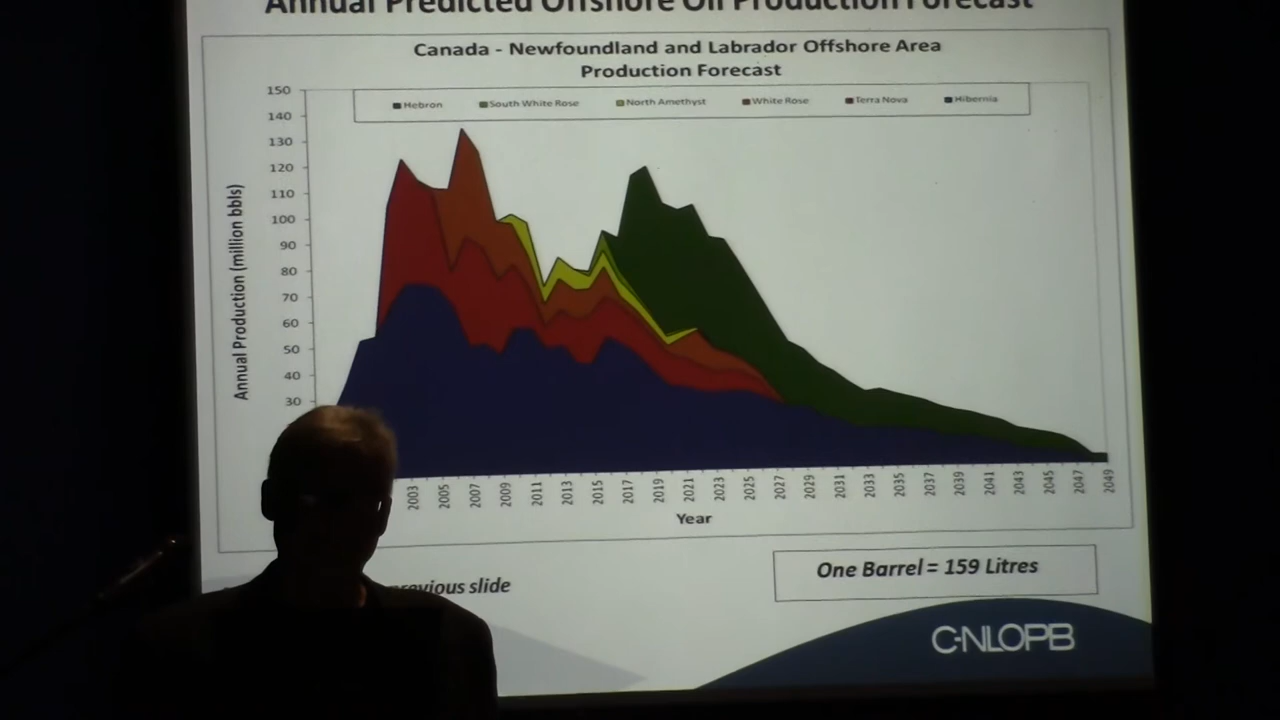 Annual Predicted Offshore Oil Production Forecast
Canada - Newfoundland and Labrador Offshore Area
Production Forecast
Hebron South White Rose North Amethyst White Rose Terra Nova Hibernia
150
140
130
120
110
100
90
80
70
60
50
40
30
Annual Production (million bbls)
2003 2005 2007 2009 2011 2013 2015 2017 2019 2021 2023 2025 2027 2029 2031 2033 2035 2037 2039 2041 2043 2045 2047 2049
Year
previous slide
One Barrel = 159 Litres
C-NLOPB